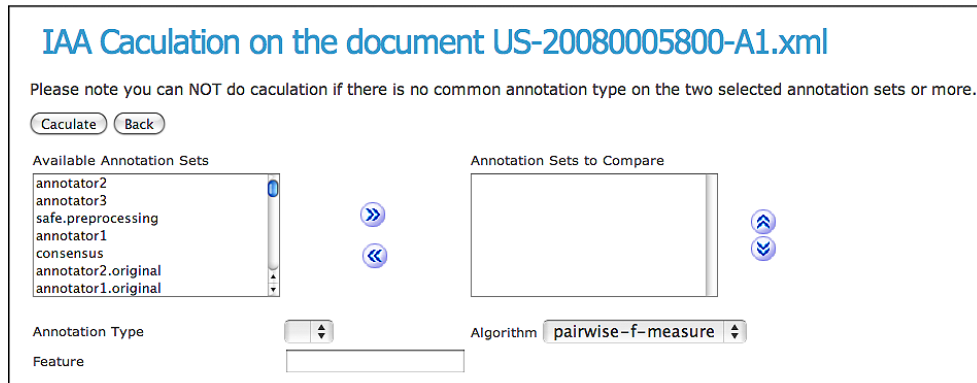 IAA Caculation on the document US-20080005800-A1.xml
Please note you can NOT do caculation if there is no common annotation type on the two selected annotation sets or more.
Caculate Back
Available Annotation Sets Annotation Sets to Compare
annotator2
annotator3
safe.preprocessing
annotator1
consensus
annotator2.original
annotator1.original
Annotation Type Algorithm pairwise-f-measure
Feature